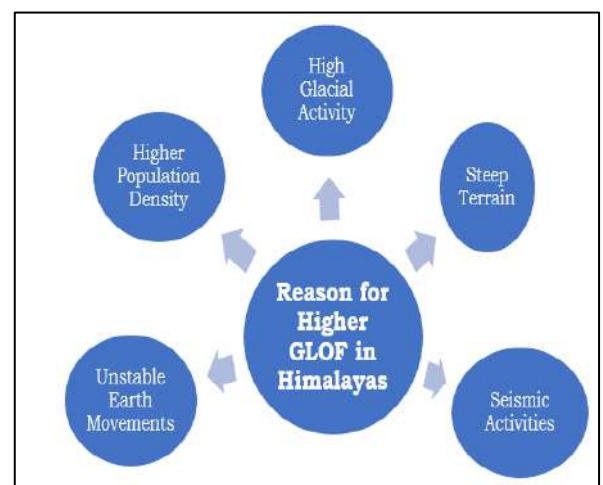 High
Glacial
Activity
Higher
Population
Density
Steep
Terrain
Reason for
Higher
GLOF in
Himalayas
Unstable
Earth
Movements
Seismic
Activities